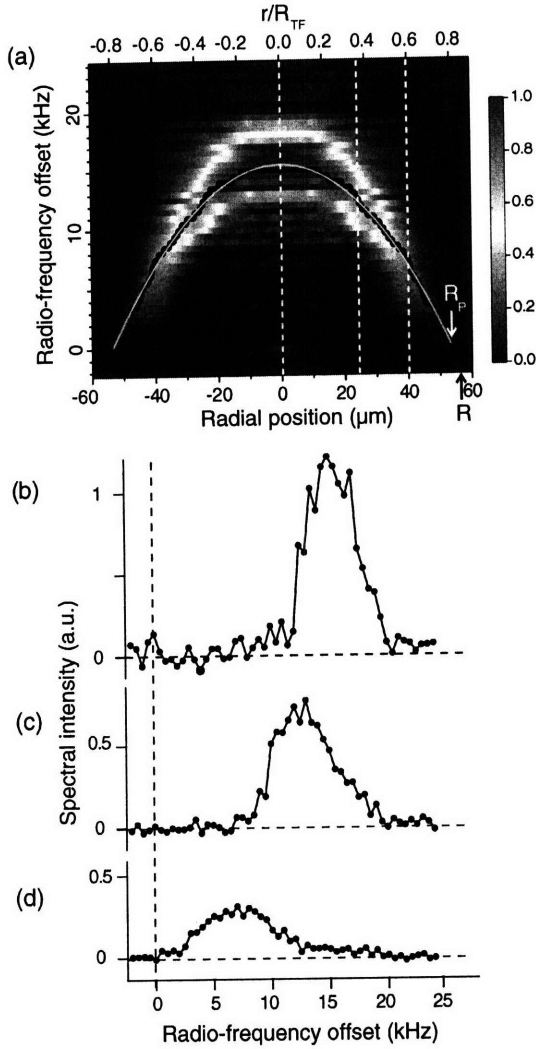 r/R_TF
-0.8 -0.6 -0.4 -0.2 0.0 0.2 0.4 0.6 0.8
(a)
20
10
0
Radio-frequency offset (kHz)
1.0
0.8
0.6
0.4
0.2
0.0
R_P
-60 -40 -20 0 20 40 60
Radial position (μm)
R
(b)
1
0
(c)
0.5
0
Spectral intensity (a.u.)
(d)
0.5
0
0 5 10 15 20 25
Radio-frequency offset (kHz)